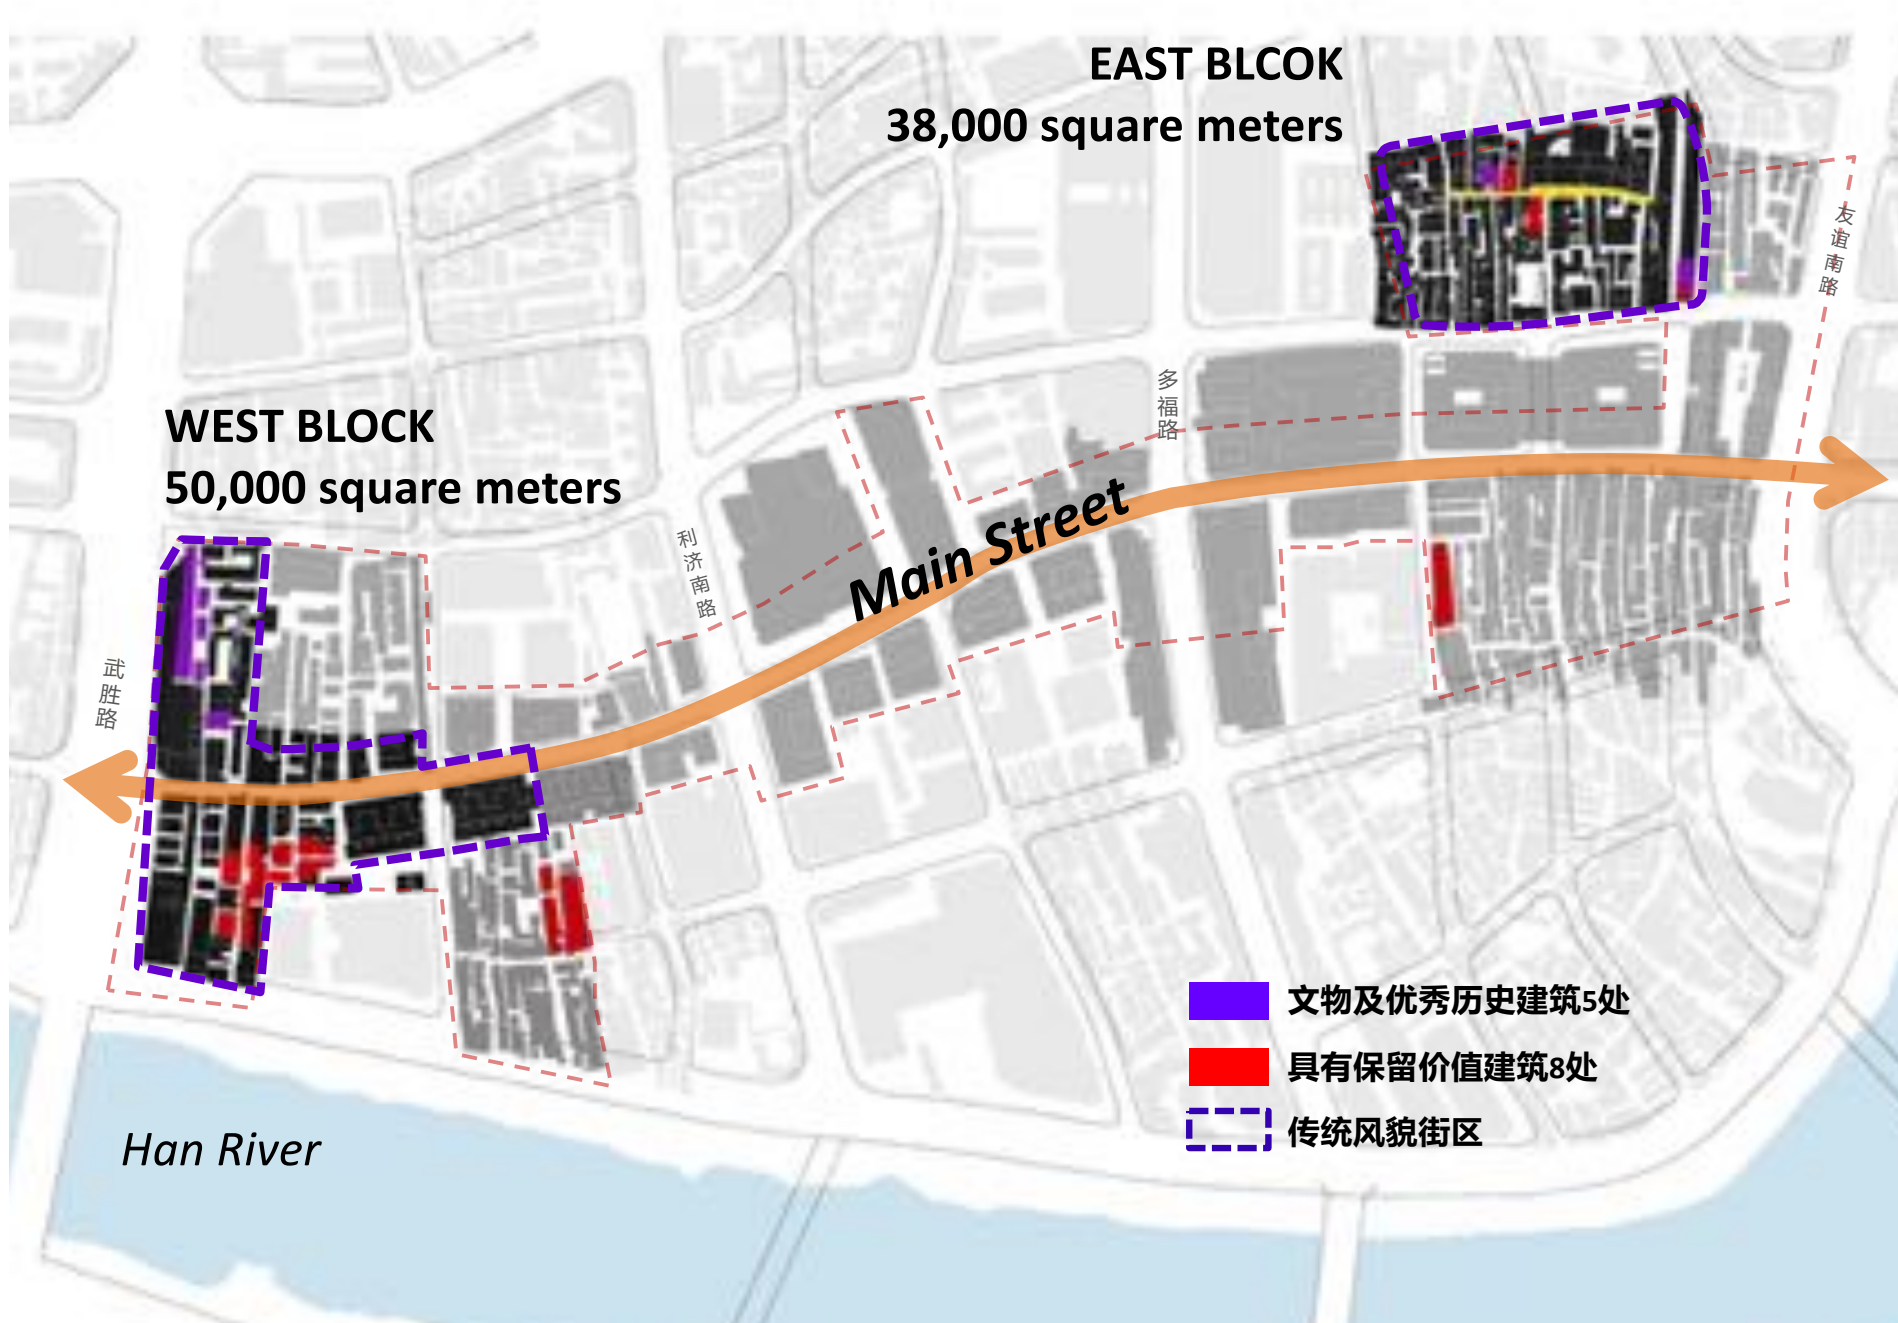 EAST BLCOK
38,000 square meters
友谊南路
多福路
WEST BLOCK
50,000 square meters
Main Street
利济南路
武胜路
文物及优秀历史建筑5处
具有保留价值建筑8处
传统风貌街区
Han River